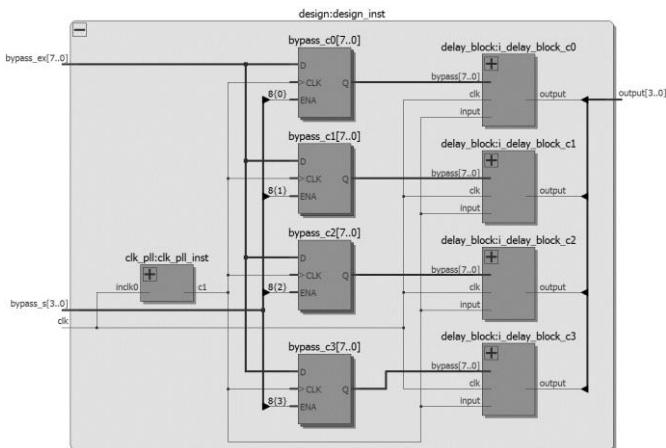 design:design_inst
bypass_ex[7..0]
bypass_c0[7..0]
D
CLK
ENA
Q
8{0}
delay_block:i_delay_block_c0
bypass[7..0]
clk
input
output
output[3..0]
bypass_c1[7..0]
D
CLK
ENA
Q
8{1}
delay_block:i_delay_block_c1
bypass[7..0]
clk
input
output
bypass_c2[7..0]
D
CLK
ENA
Q
8{2}
delay_block:i_delay_block_c2
bypass[7..0]
clk
input
output
clk_pll:clk_pll_inst
inclk0
c1
bypass_s[3..0]
clk
bypass_c3[7..0]
D
CLK
ENA
Q
8{3}
delay_block:i_delay_block_c3
bypass[7..0]
clk
input
output